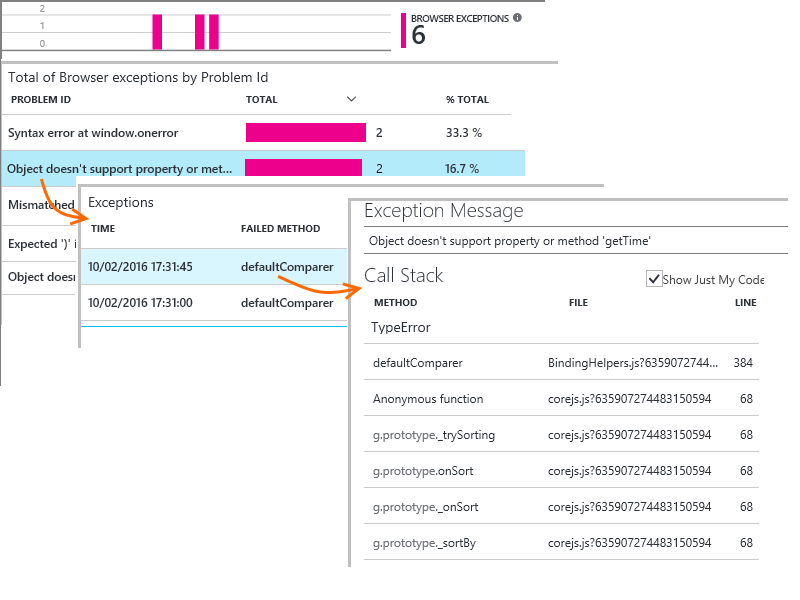 2
1
0
BROWSER EXCEPTIONS
6
Total of Browser exceptions by Problem Id
PROBLEM ID TOTAL % TOTAL
Syntax error at window.onerror 2 33.3 %
Object doesn't support property or met... 2 16.7 %
Mismatched
Expected ')' i
Object doesn
Exceptions
TIME FAILED METHOD
10/02/2016 17:31:45 defaultComparer
10/02/2016 17:31:00 defaultComparer
Exception Message
Object doesn't support property or method 'getTime'
Call Stack
Show Just My Code
METHOD FILE LINE
TypeError
defaultComparer BindingHelpers.js?6359072744... 384
Anonymous function corejs.js?635907274483150594 68
g.prototype._trySorting corejs.js?635907274483150594 68
g.prototype.onSort corejs.js?635907274483150594 68
g.prototype._onSort corejs.js?635907274483150594 68
g.prototype._sortBy corejs.js?635907274483150594 68